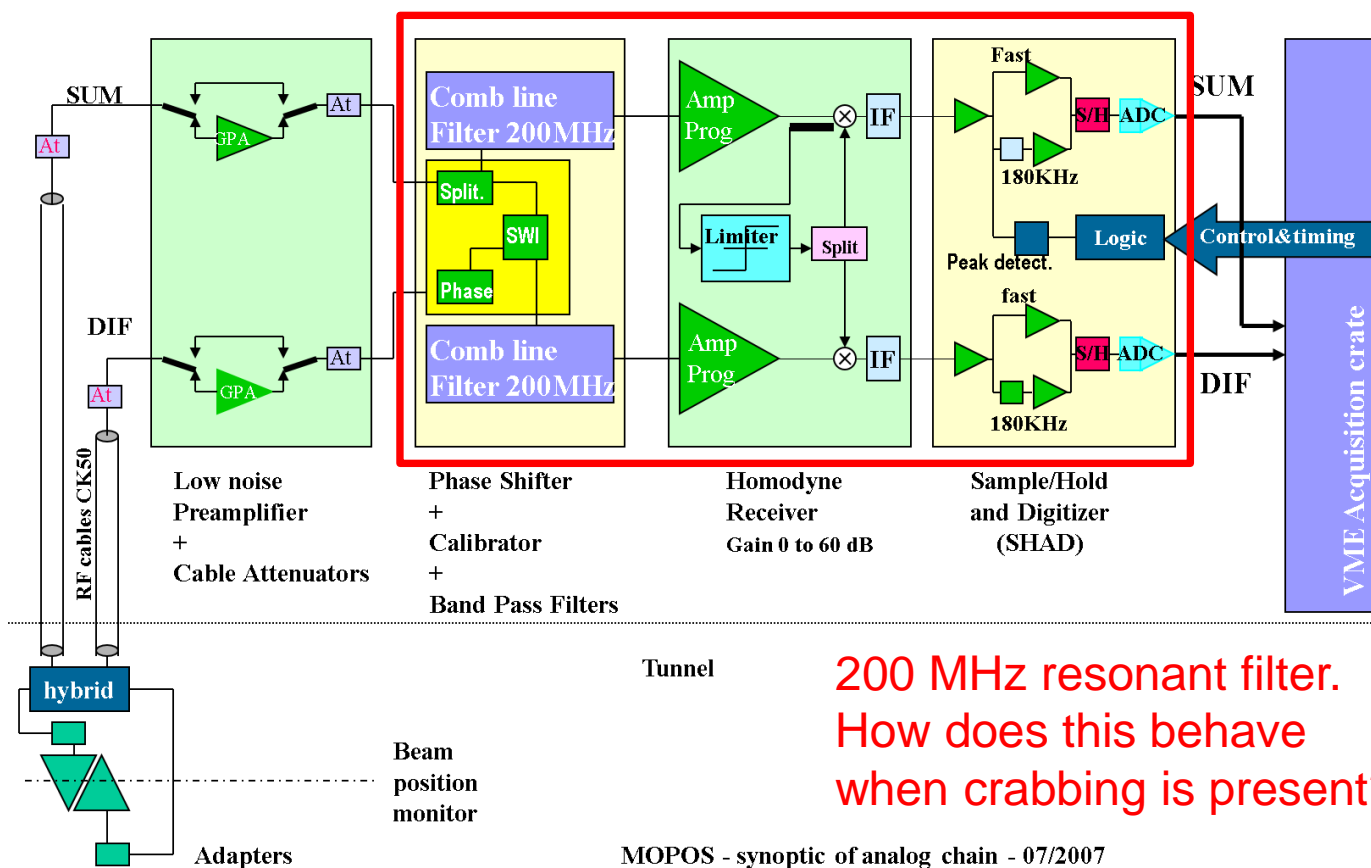 SUM
At
GPA
At
DIF
At
GPA
At
RF cables CK50
Low noise
Preamplifier
+
Cable Attenuators
Comb line
Filter 200MHz
Split.
SWI
Phase
Comb line
Filter 200MHz
Phase Shifter
+
Calibrator
+
Band Pass Filters
Amp
Prog
IF
Limiter
Split
Amp
Prog
IF
Homodyne
Receiver
Gain 0 to 60 dB
Fast
S/H
ADC
180KHz
Peak detect.
Logic
Control&timing
fast
S/H
ADC
180KHz
Sample/Hold
and Digitizer
(SHAD)
SUM
DIF
VME Acquisition crate
hybrid
Beam
position
monitor
Adapters
Tunnel
200 MHz resonant filter.
How does this behave
when crabbing is present
MOPOS - synoptic of analog chain - 07/2007